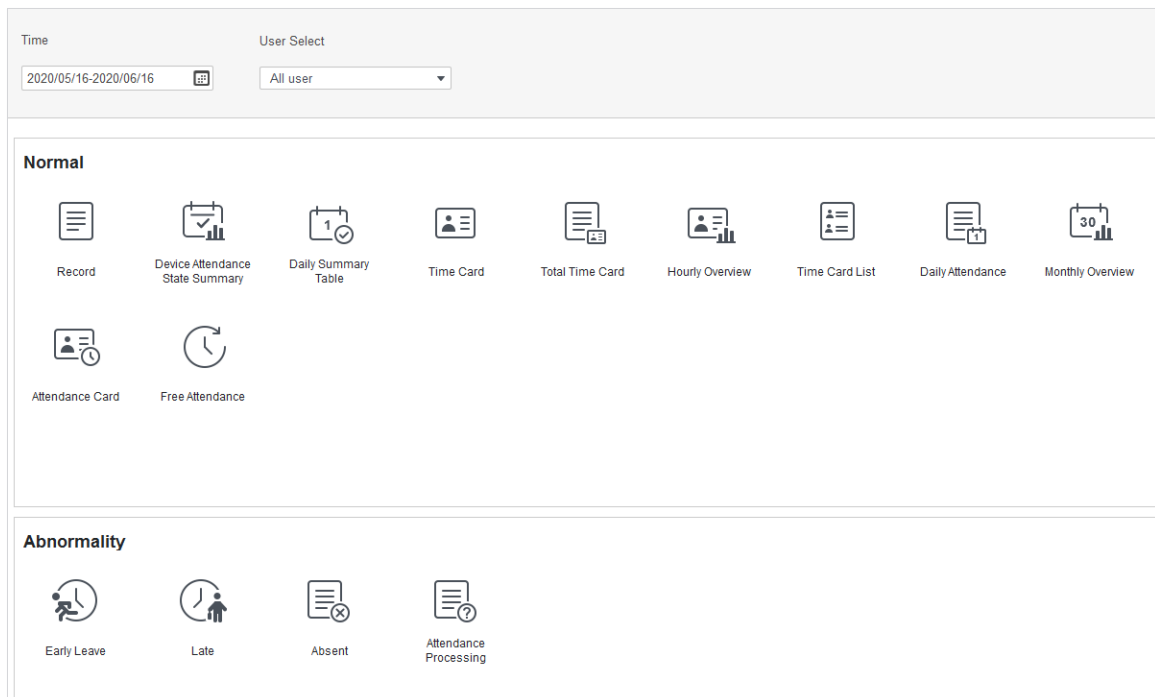 Time
User Select
2020/05/16-2020/06/16
All user
Normal
1
30
Record
Device Attendance
State Summary
Daily Summary
Table
Time Card
Total Time Card
Hourly Overview
Time Card List
Daily Attendance
1
Monthly Overview
Attendance Card
Free Attendance
Abnormality
?
Early Leave
Late
Absent
Attendance
Processing